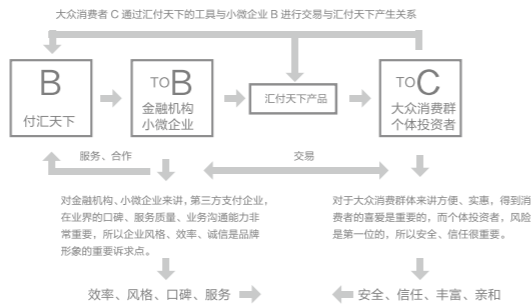 大众消费者 C 通过汇付天下的工具与小微企业 B 进行交易与汇付天下产生关系
B
付汇天下
TO B
金融机构
小微企业
汇付天下产品
TO C
大众消费群
个体投资者
服务、合作
交易
对金融机构、小微企业来讲，第三方支付企业，
在业界的口碑、服务质量、业务沟通能力非
常重要，所以企业风格、效率、诚信是品牌
形象的重要诉求点。
对于大众消费群体来讲方便、实惠，得到消
费者的喜爱是重要的，而个体投资者，风险
是第一位的，所以安全、信任很重要。
效率、风格、口碑、服务
安全、信任、丰富、亲和